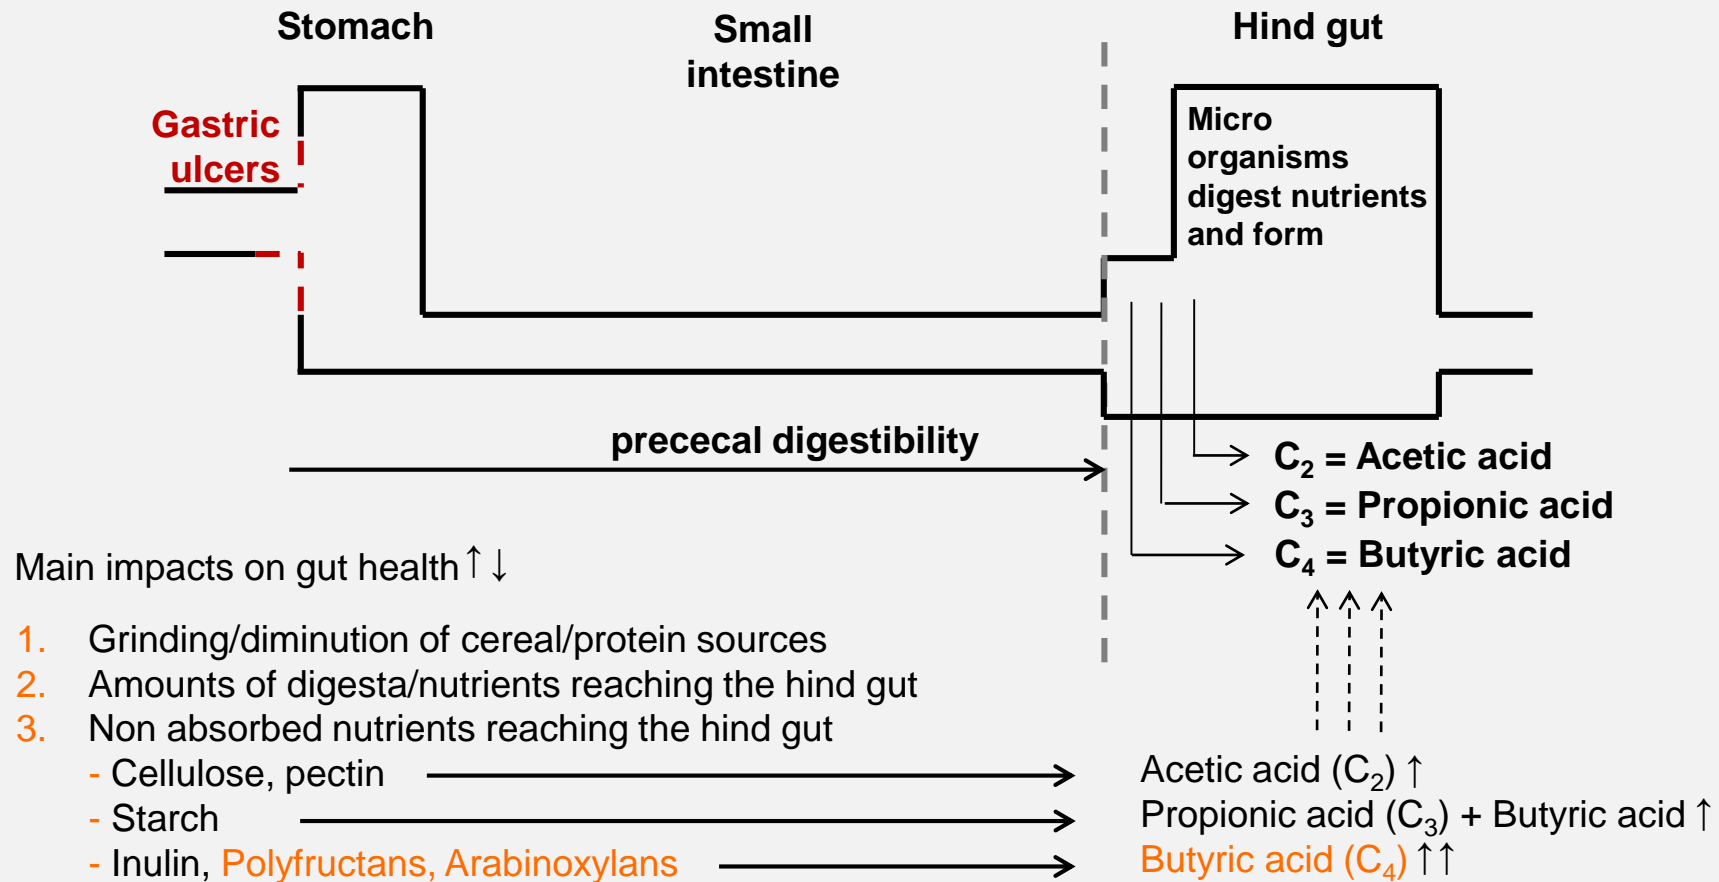 Stomach
Small
intestine
Hind gut
Gastric
ulcers
Micro
organisms
digest nutrients
and form
prececal digestibility
C₂ = Acetic acid
C₃ = Propionic acid
C₄ = Butyric acid
Main impacts on gut health ↑↓
1. Grinding/diminution of cereal/protein sources
2. Amounts of digesta/nutrients reaching the hind gut
3. Non absorbed nutrients reaching the hind gut
- Cellulose, pectin
Acetic acid (C₂) ↑
- Starch
Propionic acid (C₃) + Butyric acid ↑
- Inulin, Polyfructans, Arabinoxylans
Butyric acid (C₄) ↑↑